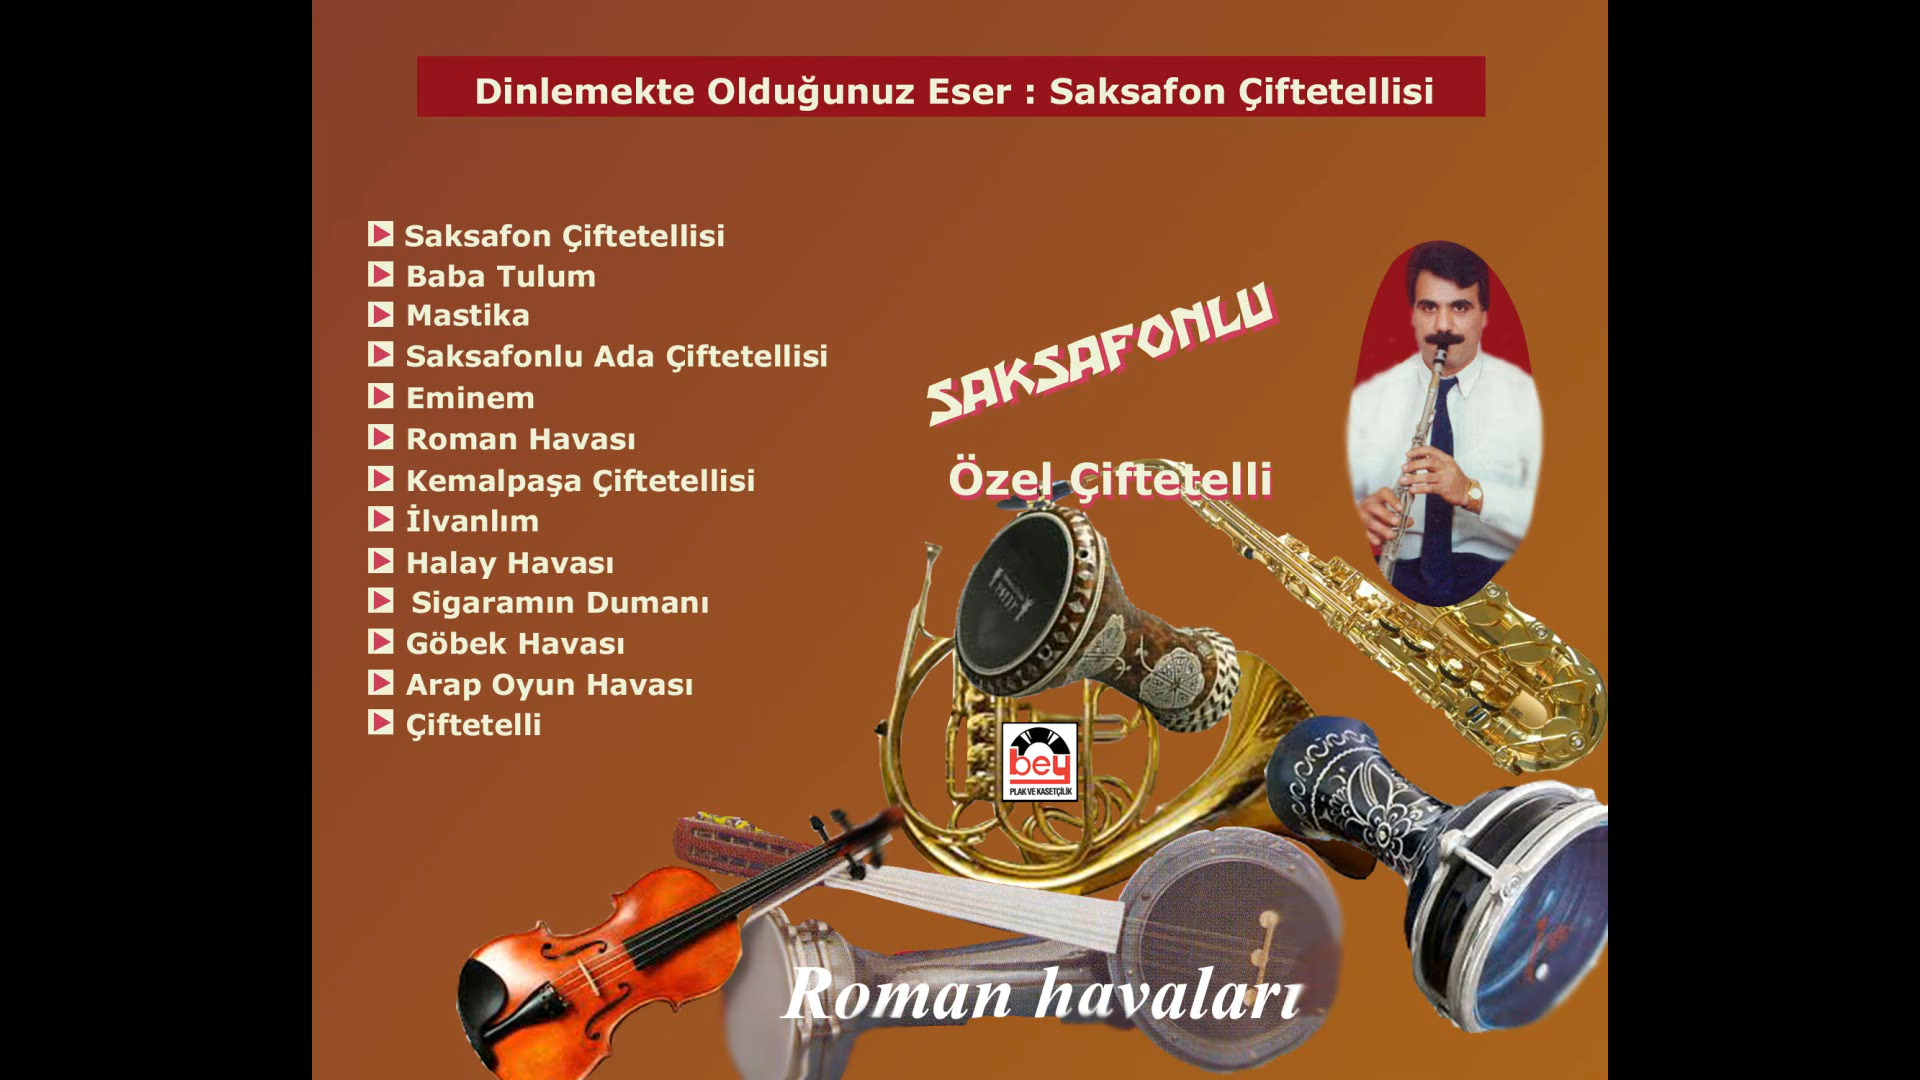 Dinlemekte Olduğunuz Eser : Saksafon Çiftetellisi
Saksafon Çiftetellisi
Baba Tulum
Mastika
Saksafonlu Ada Çiftetellisi
Eminem
Roman Havası
Kemalpaşa Çiftetellisi
İlvanlım
Halay Havası
Sigaramın Dumanı
Göbek Havası
Arap Oyun Havası
Çiftetelli
SAKSAFONLU
Özel Çiftetelli
bey
PLAK VE KASETÇİLİK
Roman havaları